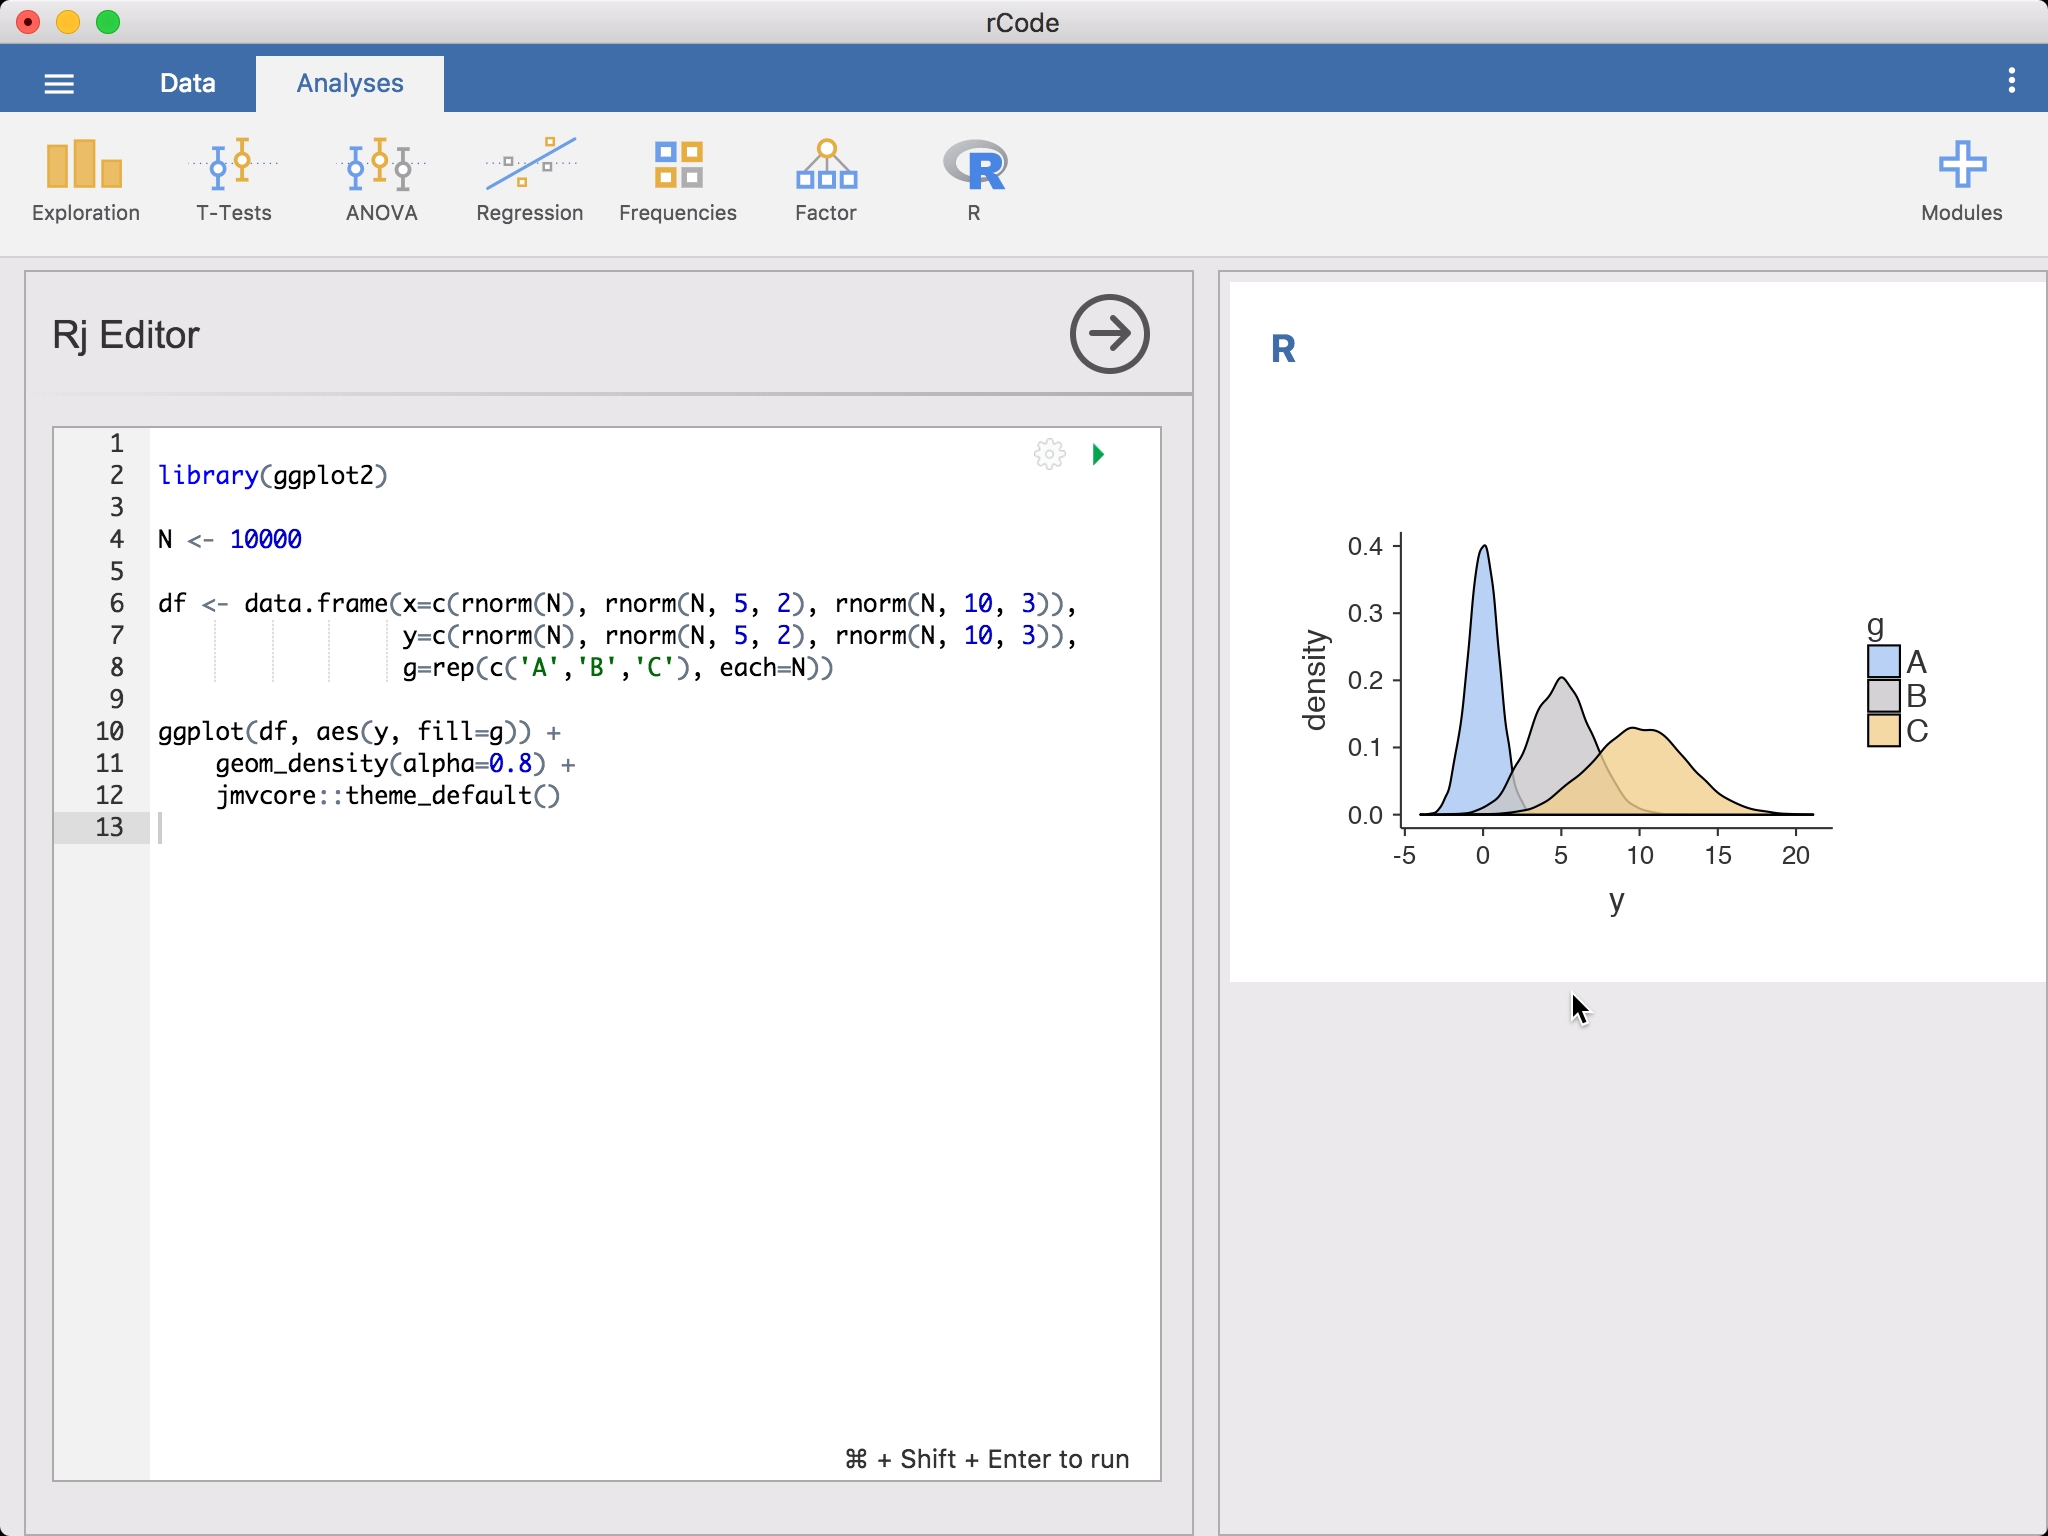 rCode
Data Analyses
Exploration T-Tests ANOVA Regression Frequencies Factor R Modules
Rj Editor
1
2 library(ggplot2)
3
4 N <- 10000
5
6 df <- data.frame(x=c(rnorm(N), rnorm(N, 5, 2), rnorm(N, 10, 3)),
7 y=c(rnorm(N), rnorm(N, 5, 2), rnorm(N, 10, 3)),
8 g=rep(c('A','B','C'), each=N))
9
10 ggplot(df, aes(y, fill=g)) +
11 geom_density(alpha=0.8) +
12 jmvcore::theme_default()
13
⌘ + Shift + Enter to run
R
0.4
0.3
0.2
0.1
0.0
density
-5 0 5 10 15 20
y
g
A
B
C